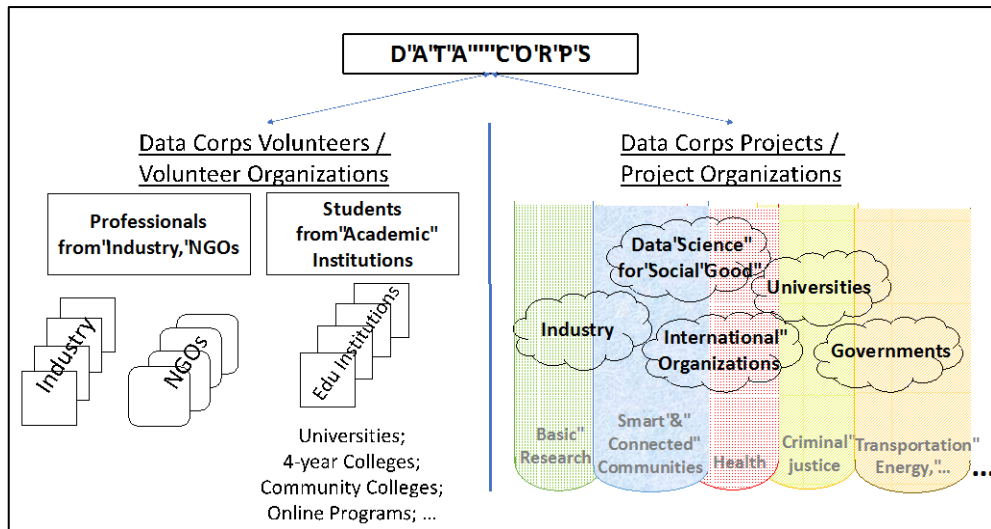 D"A"T"A"""""C"O"R"P"S
Data Corps Volunteers /
Volunteer Organizations
Professionals
from"Industry,"NGOs
Students
from"Academic"
Institutions
Industry
NGOs
Edu Institutions
Universities;
4-year Colleges;
Community Colleges;
Online Programs; ...
Data Corps Projects /
Project Organizations
Data"Science"
for"Social"Good"
Universities
Industry
International"
Organizations
Governments
Basic"
Research
Smart"&"
Connected"
Communities
Health
Criminal"
justice
Transportation"
Energy,"...
...